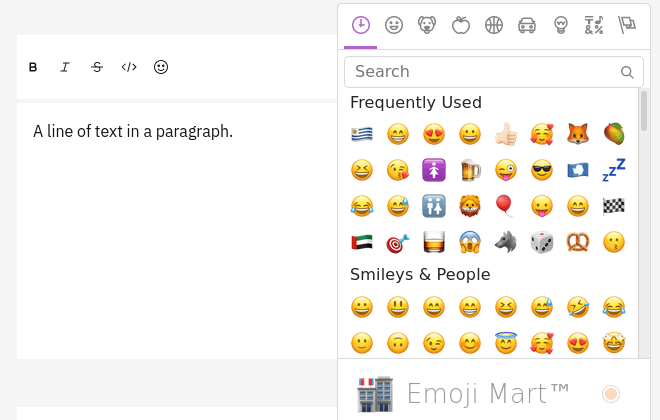 B I S </>
A line of text in a paragraph.
Search
Frequently Used
Smileys & People
Emoji Mart™